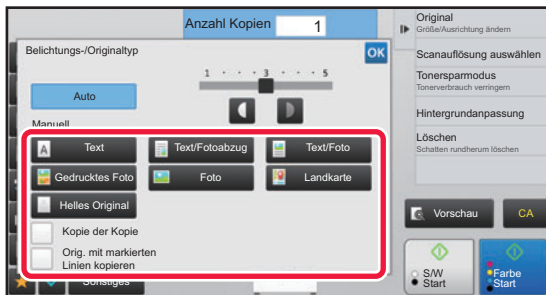 Anzahl Kopien 1
Belichtungs-/Originaltyp
OK
1 · · · 3 · · · 5
Auto
Manuell
A Text
Text/Fotoabzug
Text/Foto
Gedrucktes Foto
Foto
Landkarte
Helles Original
Kopie der Kopie
Orig. mit markierten
Linien kopieren
Sonstiges
Original
Größe/Ausrichtung ändern
Scanauflösung auswählen
Tonersparmodus
Tonerverbrauch verringern
Hintergrundanpassung
Löschen
Schatten rundherum löschen
Vorschau
CA
S/W
Start
Farbe
Start